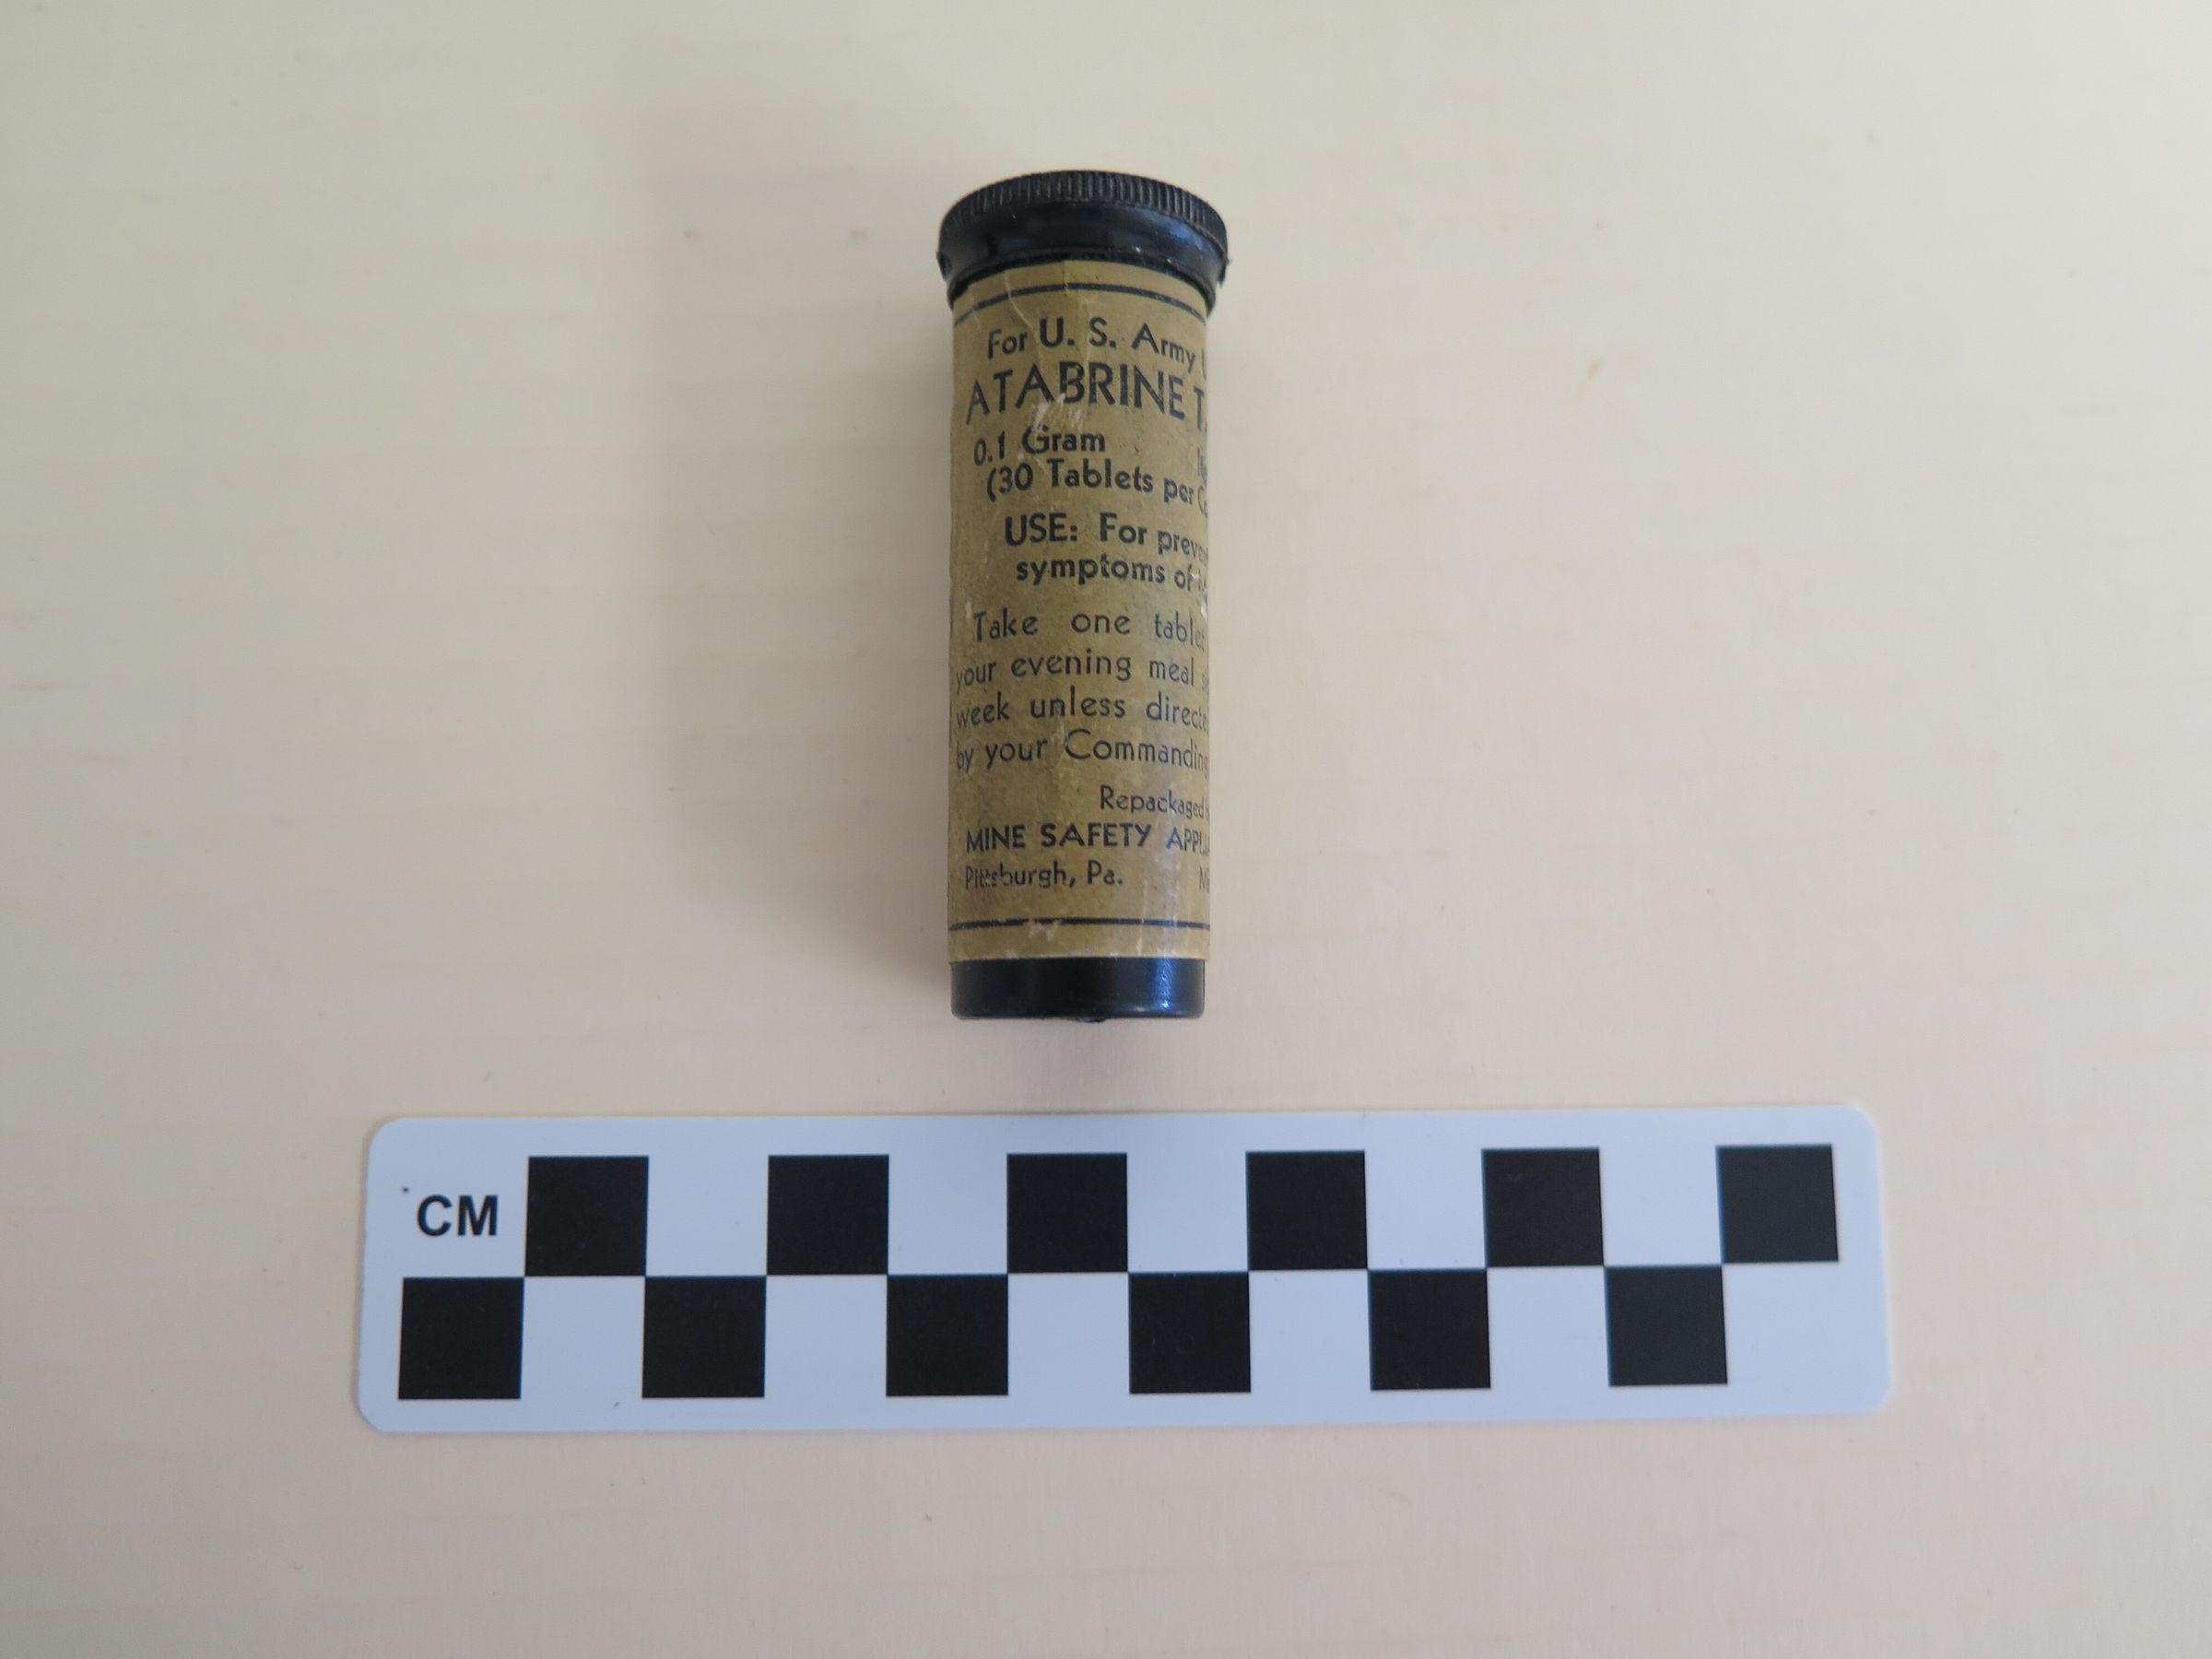 For U. S. Army
ATABRINE
0.1 Gram
(30 Tablets per
USE: For
symptoms of
Take one
your evening meal
week unless
by your
Repackaged
MINE SAFETY
Pittsburgh, Pa.
CM